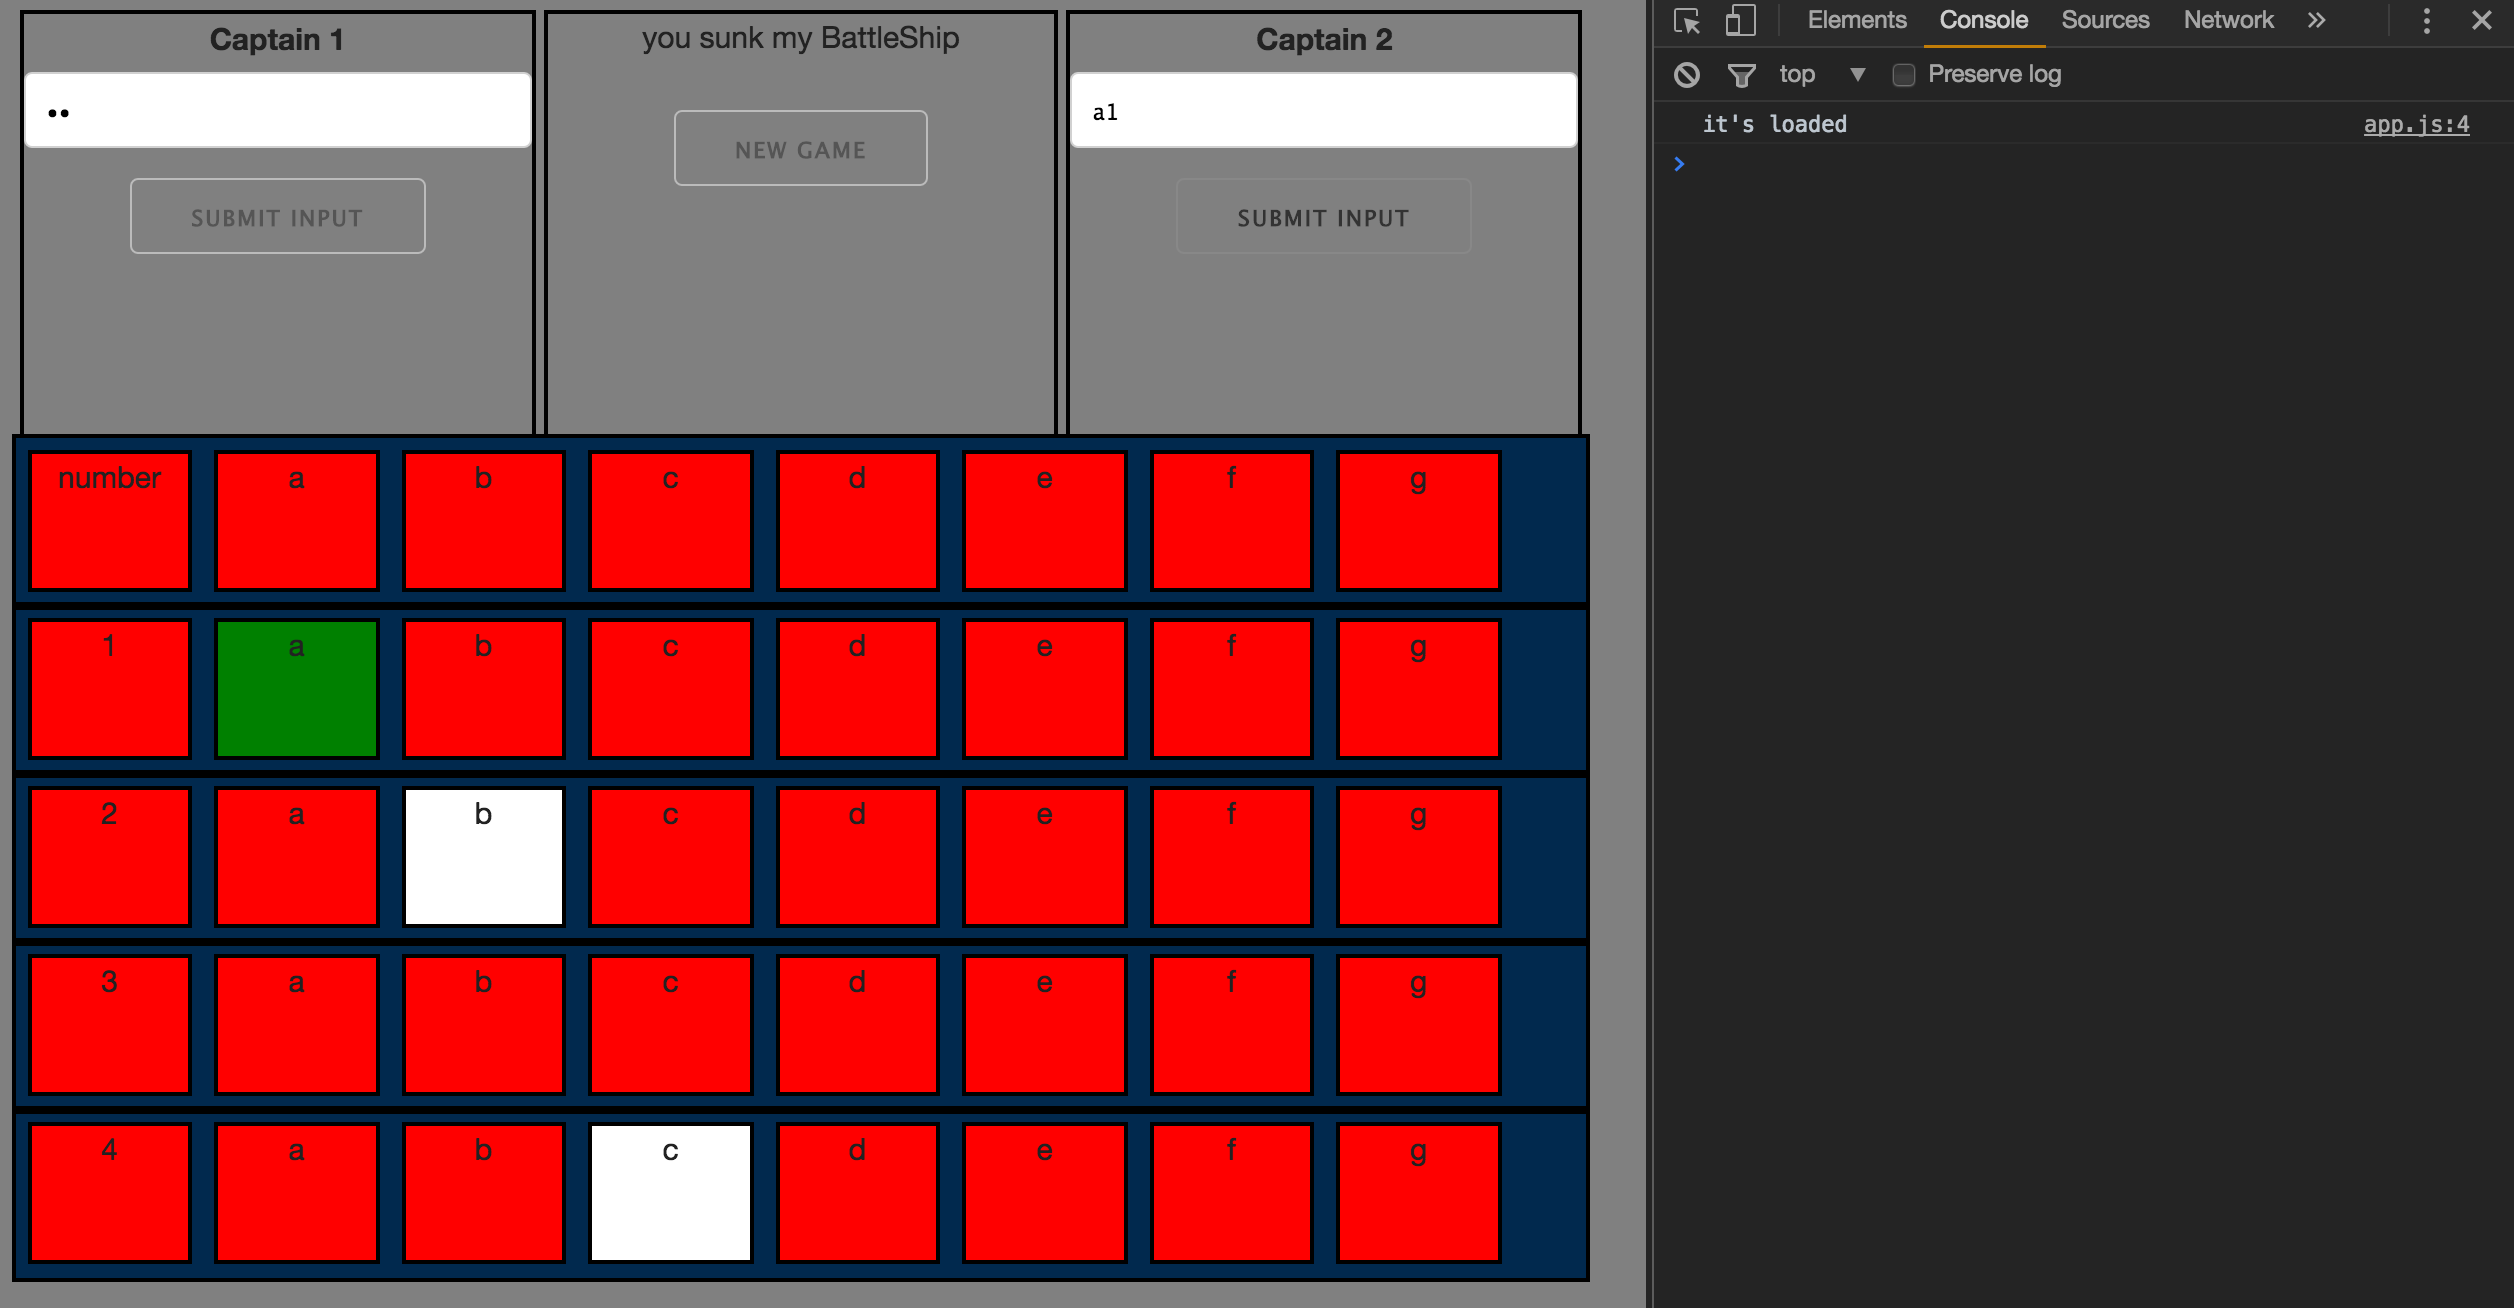 Captain 1
••
SUBMIT INPUT
you sunk my BattleShip
NEW GAME
Captain 2
a1
SUBMIT INPUT
number a b c d e f g
1 a b c d e f g
2 a b c d e f g
3 a b c d e f g
4 a b c d e f g
Elements Console Sources Network »
top ▼ Preserve log
it's loaded app.js:4
>